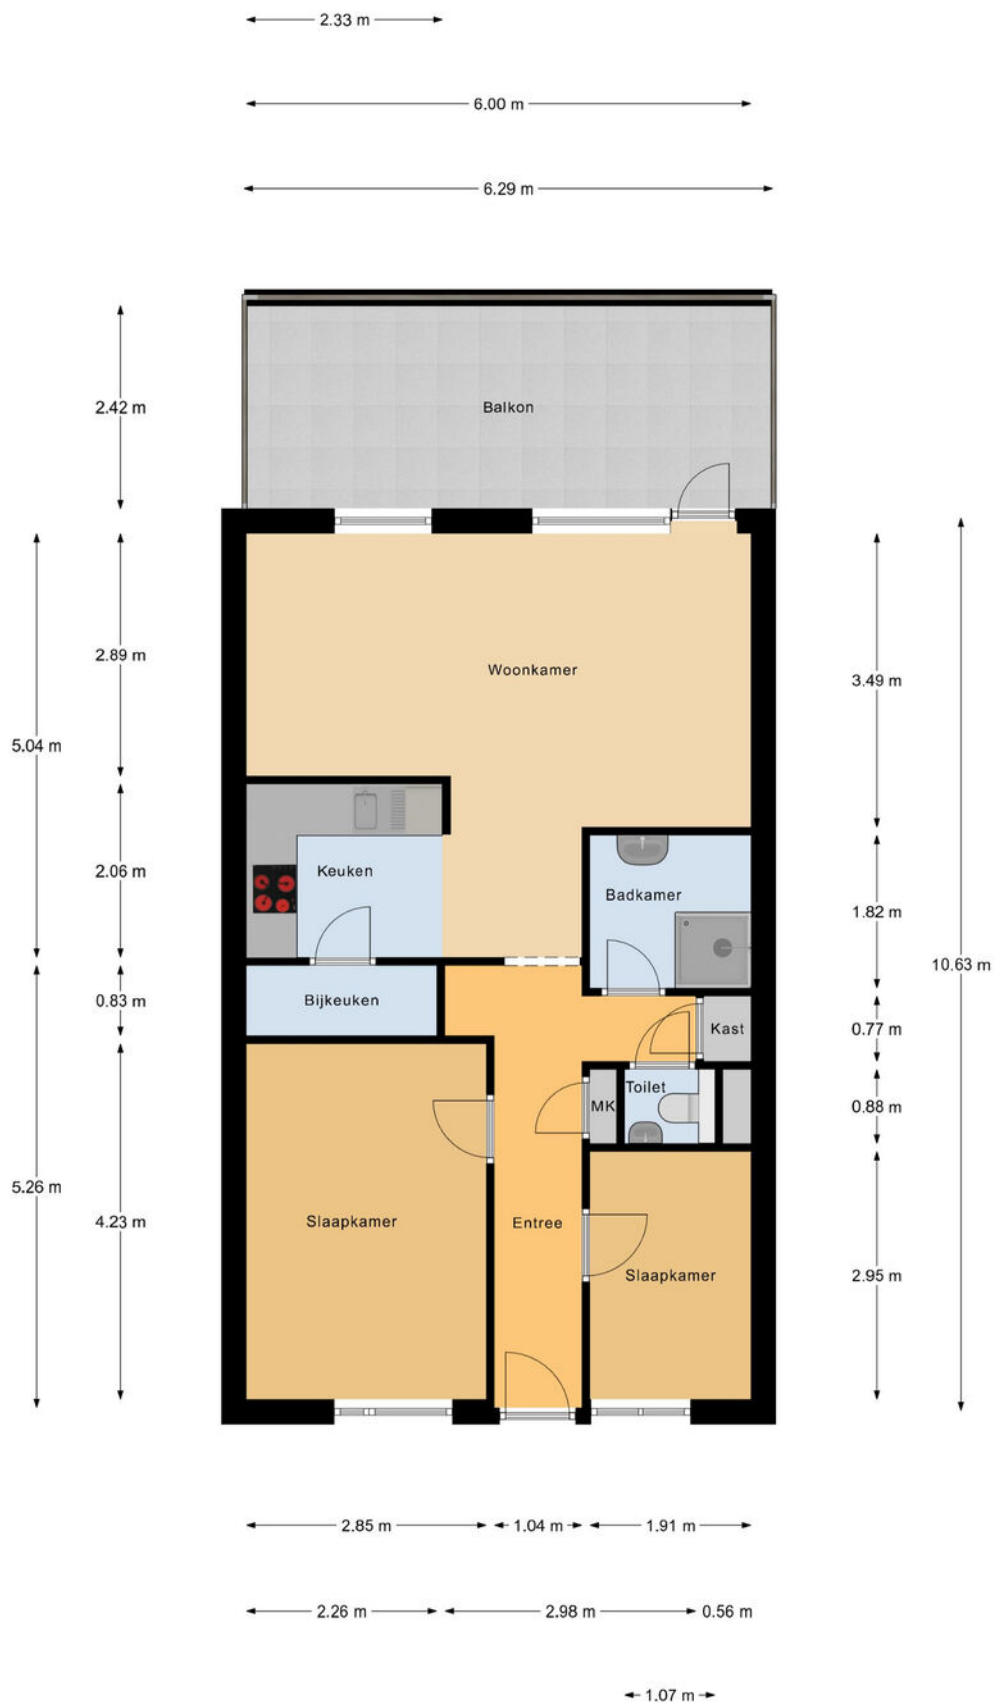 2.33 m
6.00 m
6.29 m
2.42 m
Balkon
2.89 m
Woonkamer
3.49 m
5.04 m
2.06 m
Keuken
Badkamer
1.82 m
10.63 m
0.83 m
Bijkeuken
Kast
0.77 m
Toilet
MK
0.88 m
5.26 m
4.23 m
Slaapkamer
Entree
Slaapkamer
2.95 m
2.85 m
1.04 m
1.91 m
2.26 m
2.98 m
0.56 m
1.07 m